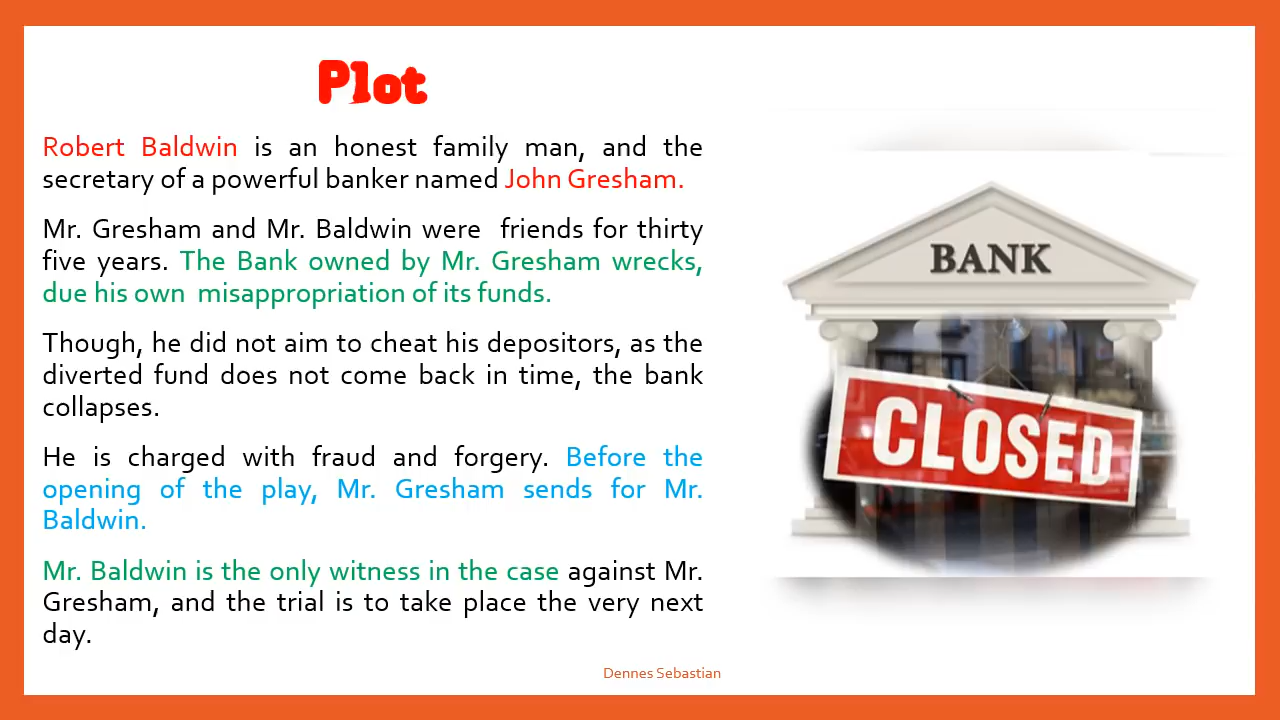 Plot
Robert Baldwin is an honest family man, and the
secretary of a powerful banker named John Gresham.
Mr. Gresham and Mr. Baldwin were friends for thirty
five years. The Bank owned by Mr. Gresham wrecks,
due his own misappropriation of its funds.
Though, he did not aim to cheat his depositors, as the
diverted fund does not come back in time, the bank
collapses.
He is charged with fraud and forgery. Before the
opening of the play, Mr. Gresham sends for Mr.
Baldwin.
Mr. Baldwin is the only witness in the case against Mr.
Gresham, and the trial is to take place the very next
day.
BANK
CLOSED
Dennes Sebastian